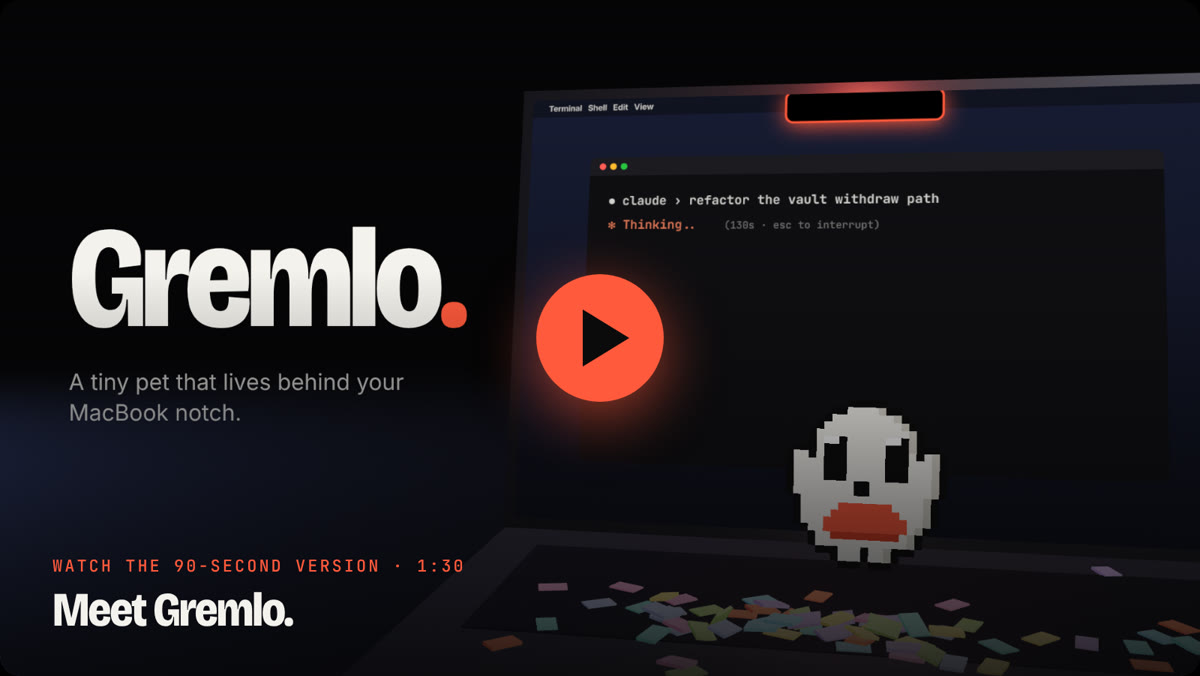 Terminal Shell Edit View
● claude › refactor the vault withdraw path
✻ Thinking.. (130s · esc to interrupt)
Gremlo.
A tiny pet that lives behind your
MacBook notch.
WATCH THE 90-SECOND VERSION · 1:30
Meet Gremlo.